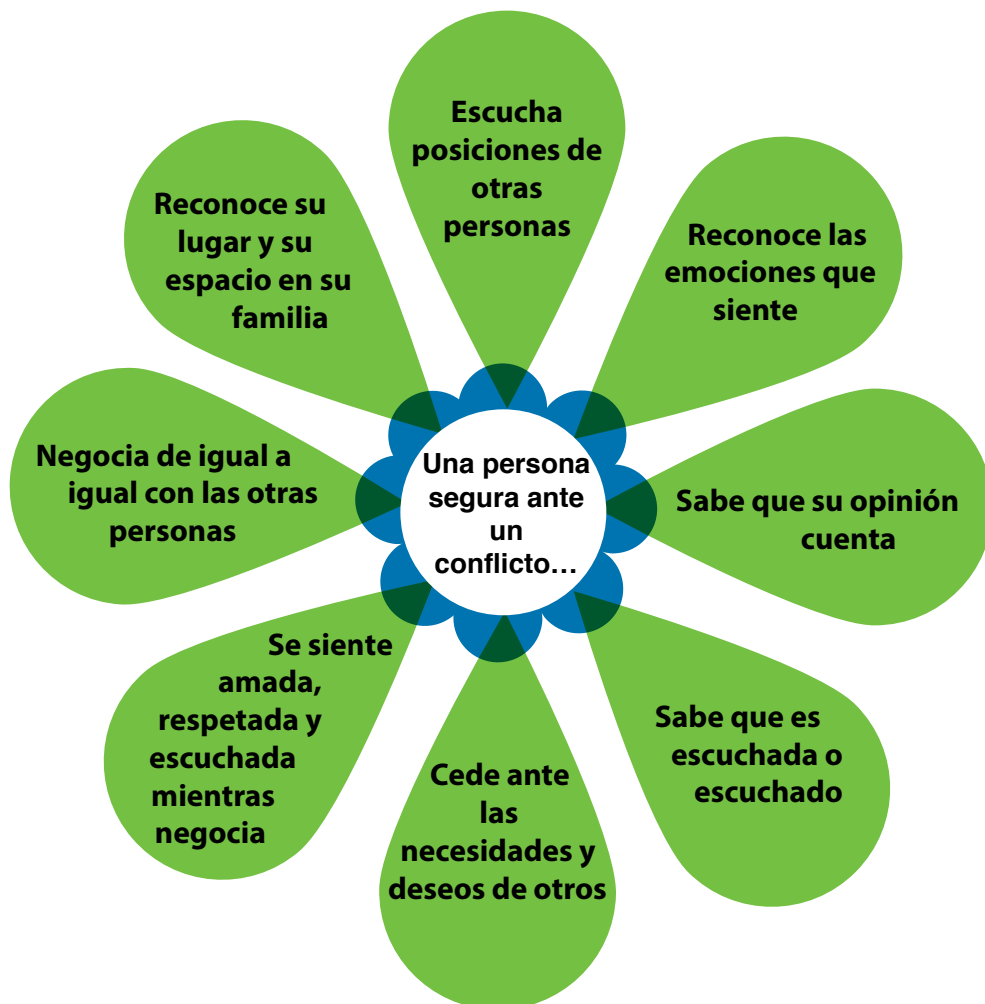 Una persona
segura ante
un
conflicto…
Escucha
posiciones de
otras
personas
Reconoce las
emociones que
siente
Sabe que su opinión
cuenta
Sabe que es
escuchada o
escuchado
Cede ante
las
necesidades y
deseos de otros
Se siente
amada,
respetada y
escuchada
mientras
negocia
Negocia de igual a
igual con las otras
personas
Reconoce su
lugar y su
espacio en su
familia